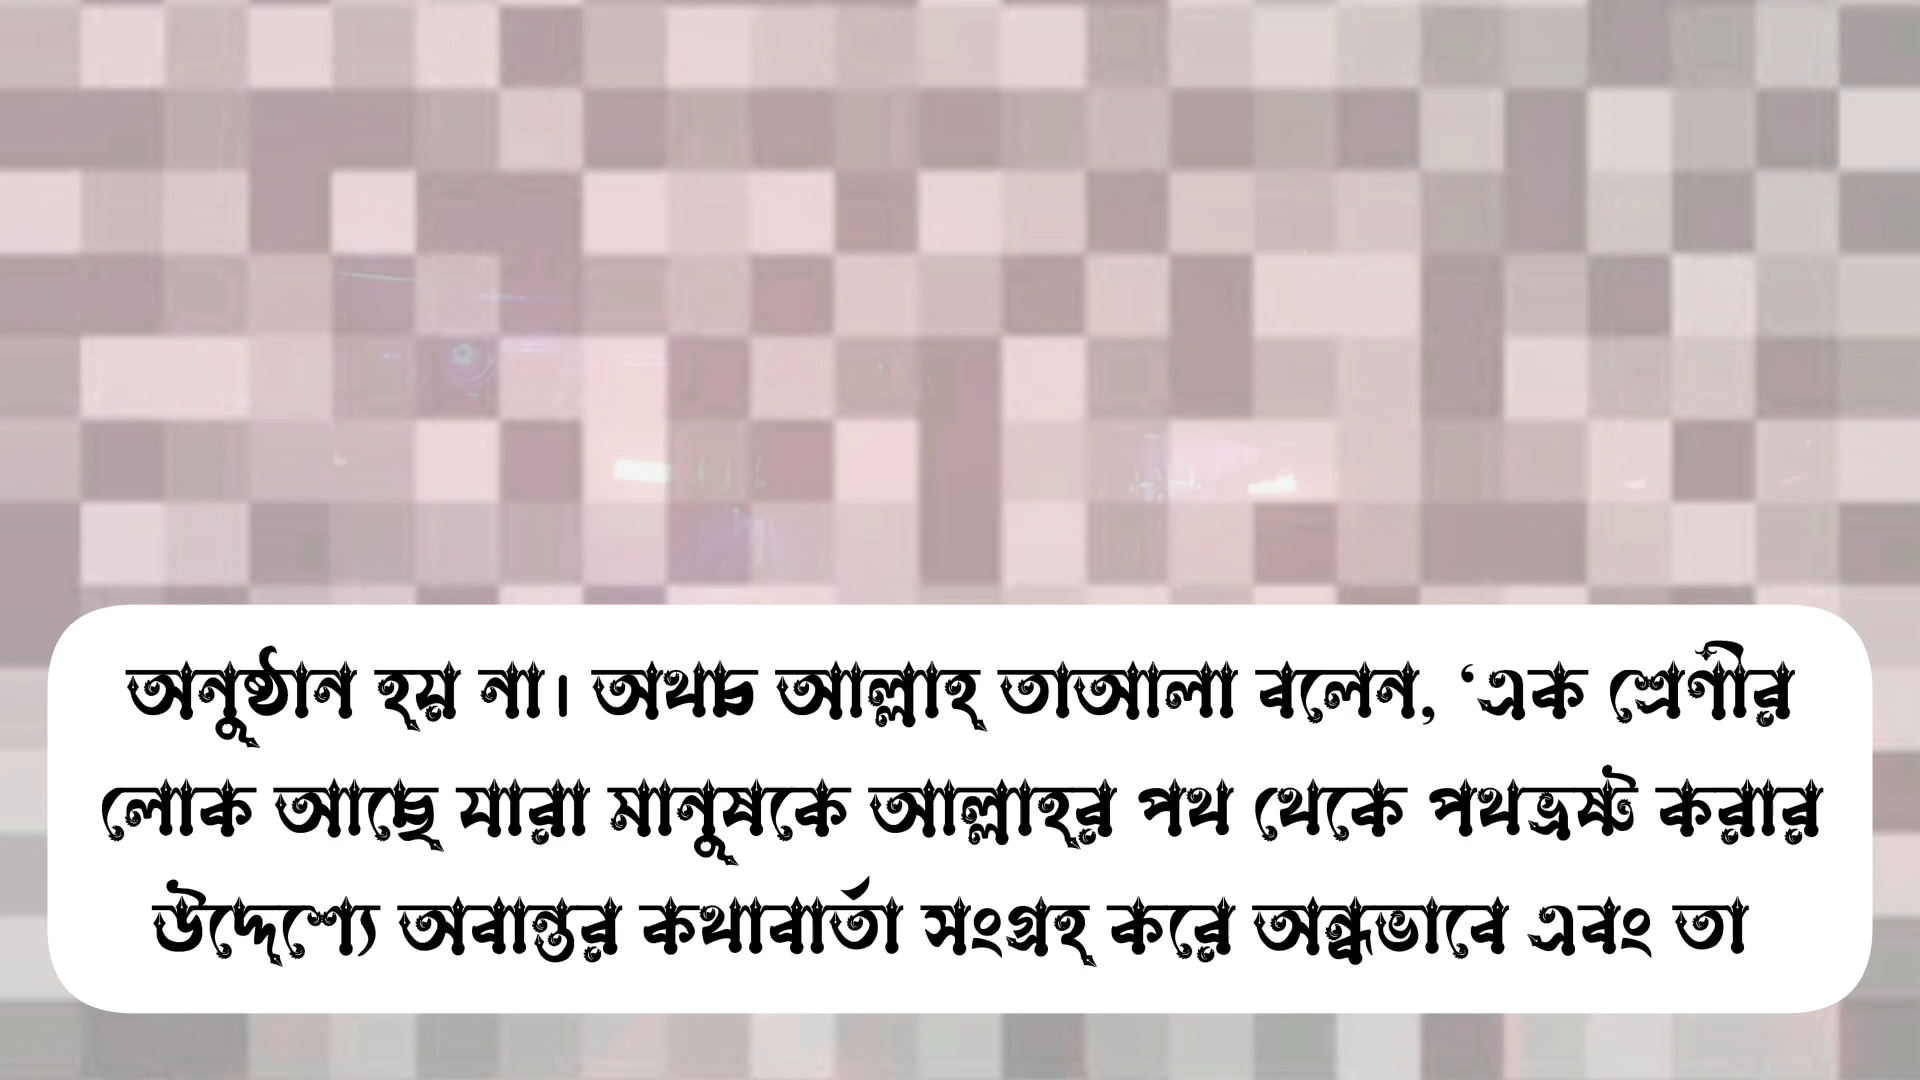 অনুষ্ঠান হয় না। অথচ আল্লাহ্ তাআলা বলেন, ‘এক শ্রেণীর
লোক আছে যারা মানুষকে আল্লাহ্‌র পথ থেকে পথভ্রষ্ট করার
উদ্দেশ্যে অবান্তর কথাবার্তা সংগ্রহ করে অন্ধভাবে এবং তা